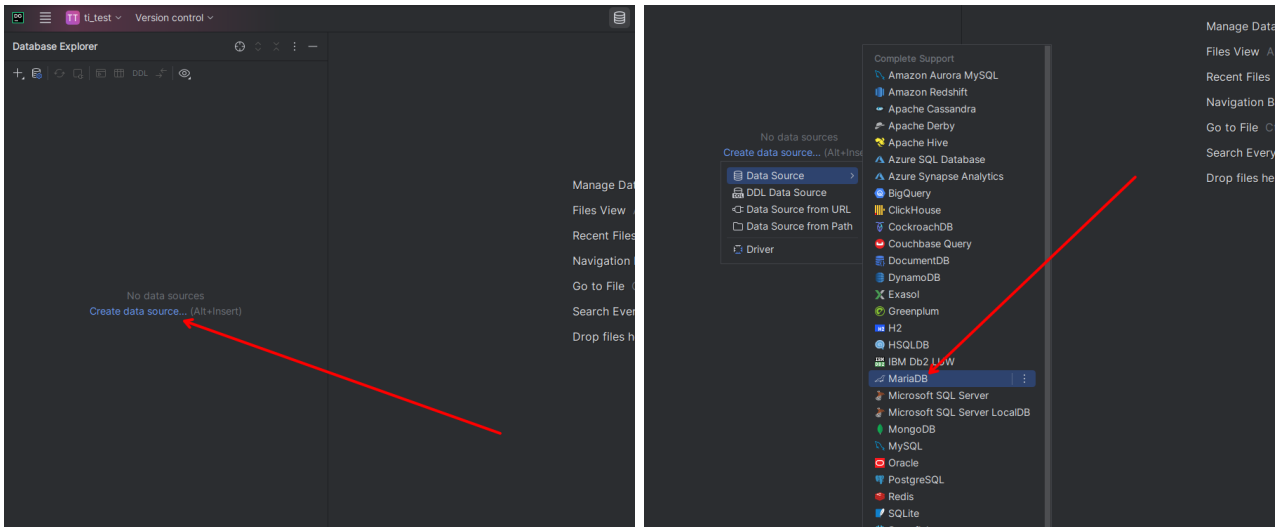 TT ti_test Version control
Database Explorer
DDL
No data sources
Create data source... (Alt+Insert)
Manage Dat
Files View
Recent Files
Navigation
Go to File
Search Ever
Drop files h
No data sources
Create data source... (Alt+Inse
Data Source
DDL Data Source
Data Source from URL
Data Source from Path
Driver
Complete Support
Amazon Aurora MySQL
Amazon Redshift
Apache Cassandra
Apache Derby
Apache Hive
Azure SQL Database
Azure Synapse Analytics
BigQuery
ClickHouse
CockroachDB
Couchbase Query
DocumentDB
DynamoDB
Exasol
Greenplum
H2
HSQLDB
IBM Db2 LUW
MariaDB
Microsoft SQL Server
Microsoft SQL Server LocalDB
MongoDB
MySQL
Oracle
PostgreSQL
Redis
SQLite
Manage Data
Files View A
Recent Files
Navigation B
Go to File C
Search Every
Drop files he